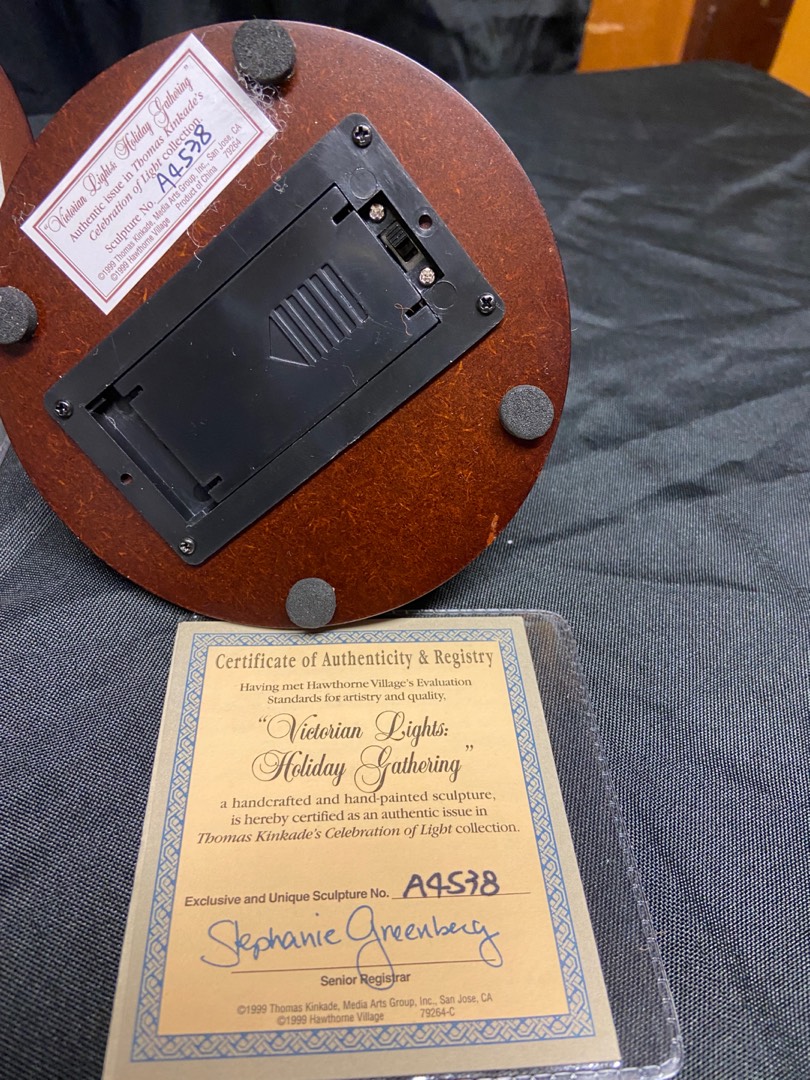 "Victorian Lights: Holiday Gathering"
Authentic issue in Thomas Kinkade's
Celebration of Light collection.
Sculpture No. A4538
©1999 Thomas Kinkade, Media Arts Group, Inc., San Jose, CA
©1999 Hawthorne Village Product of China 79264
Certificate of Authenticity & Registry
Having met Hawthorne Village's Evaluation
Standards for artistry and quality,
"Victorian Lights:
Holiday Gathering"
a handcrafted and hand-painted sculpture,
is hereby certified as an authentic issue in
Thomas Kinkade's Celebration of Light collection.
Exclusive and Unique Sculpture No. A4538
Stephanie Greenberg
Senior Registrar
©1999 Thomas Kinkade, Media Arts Group, Inc., San Jose, CA
©1999 Hawthorne Village 79264-C